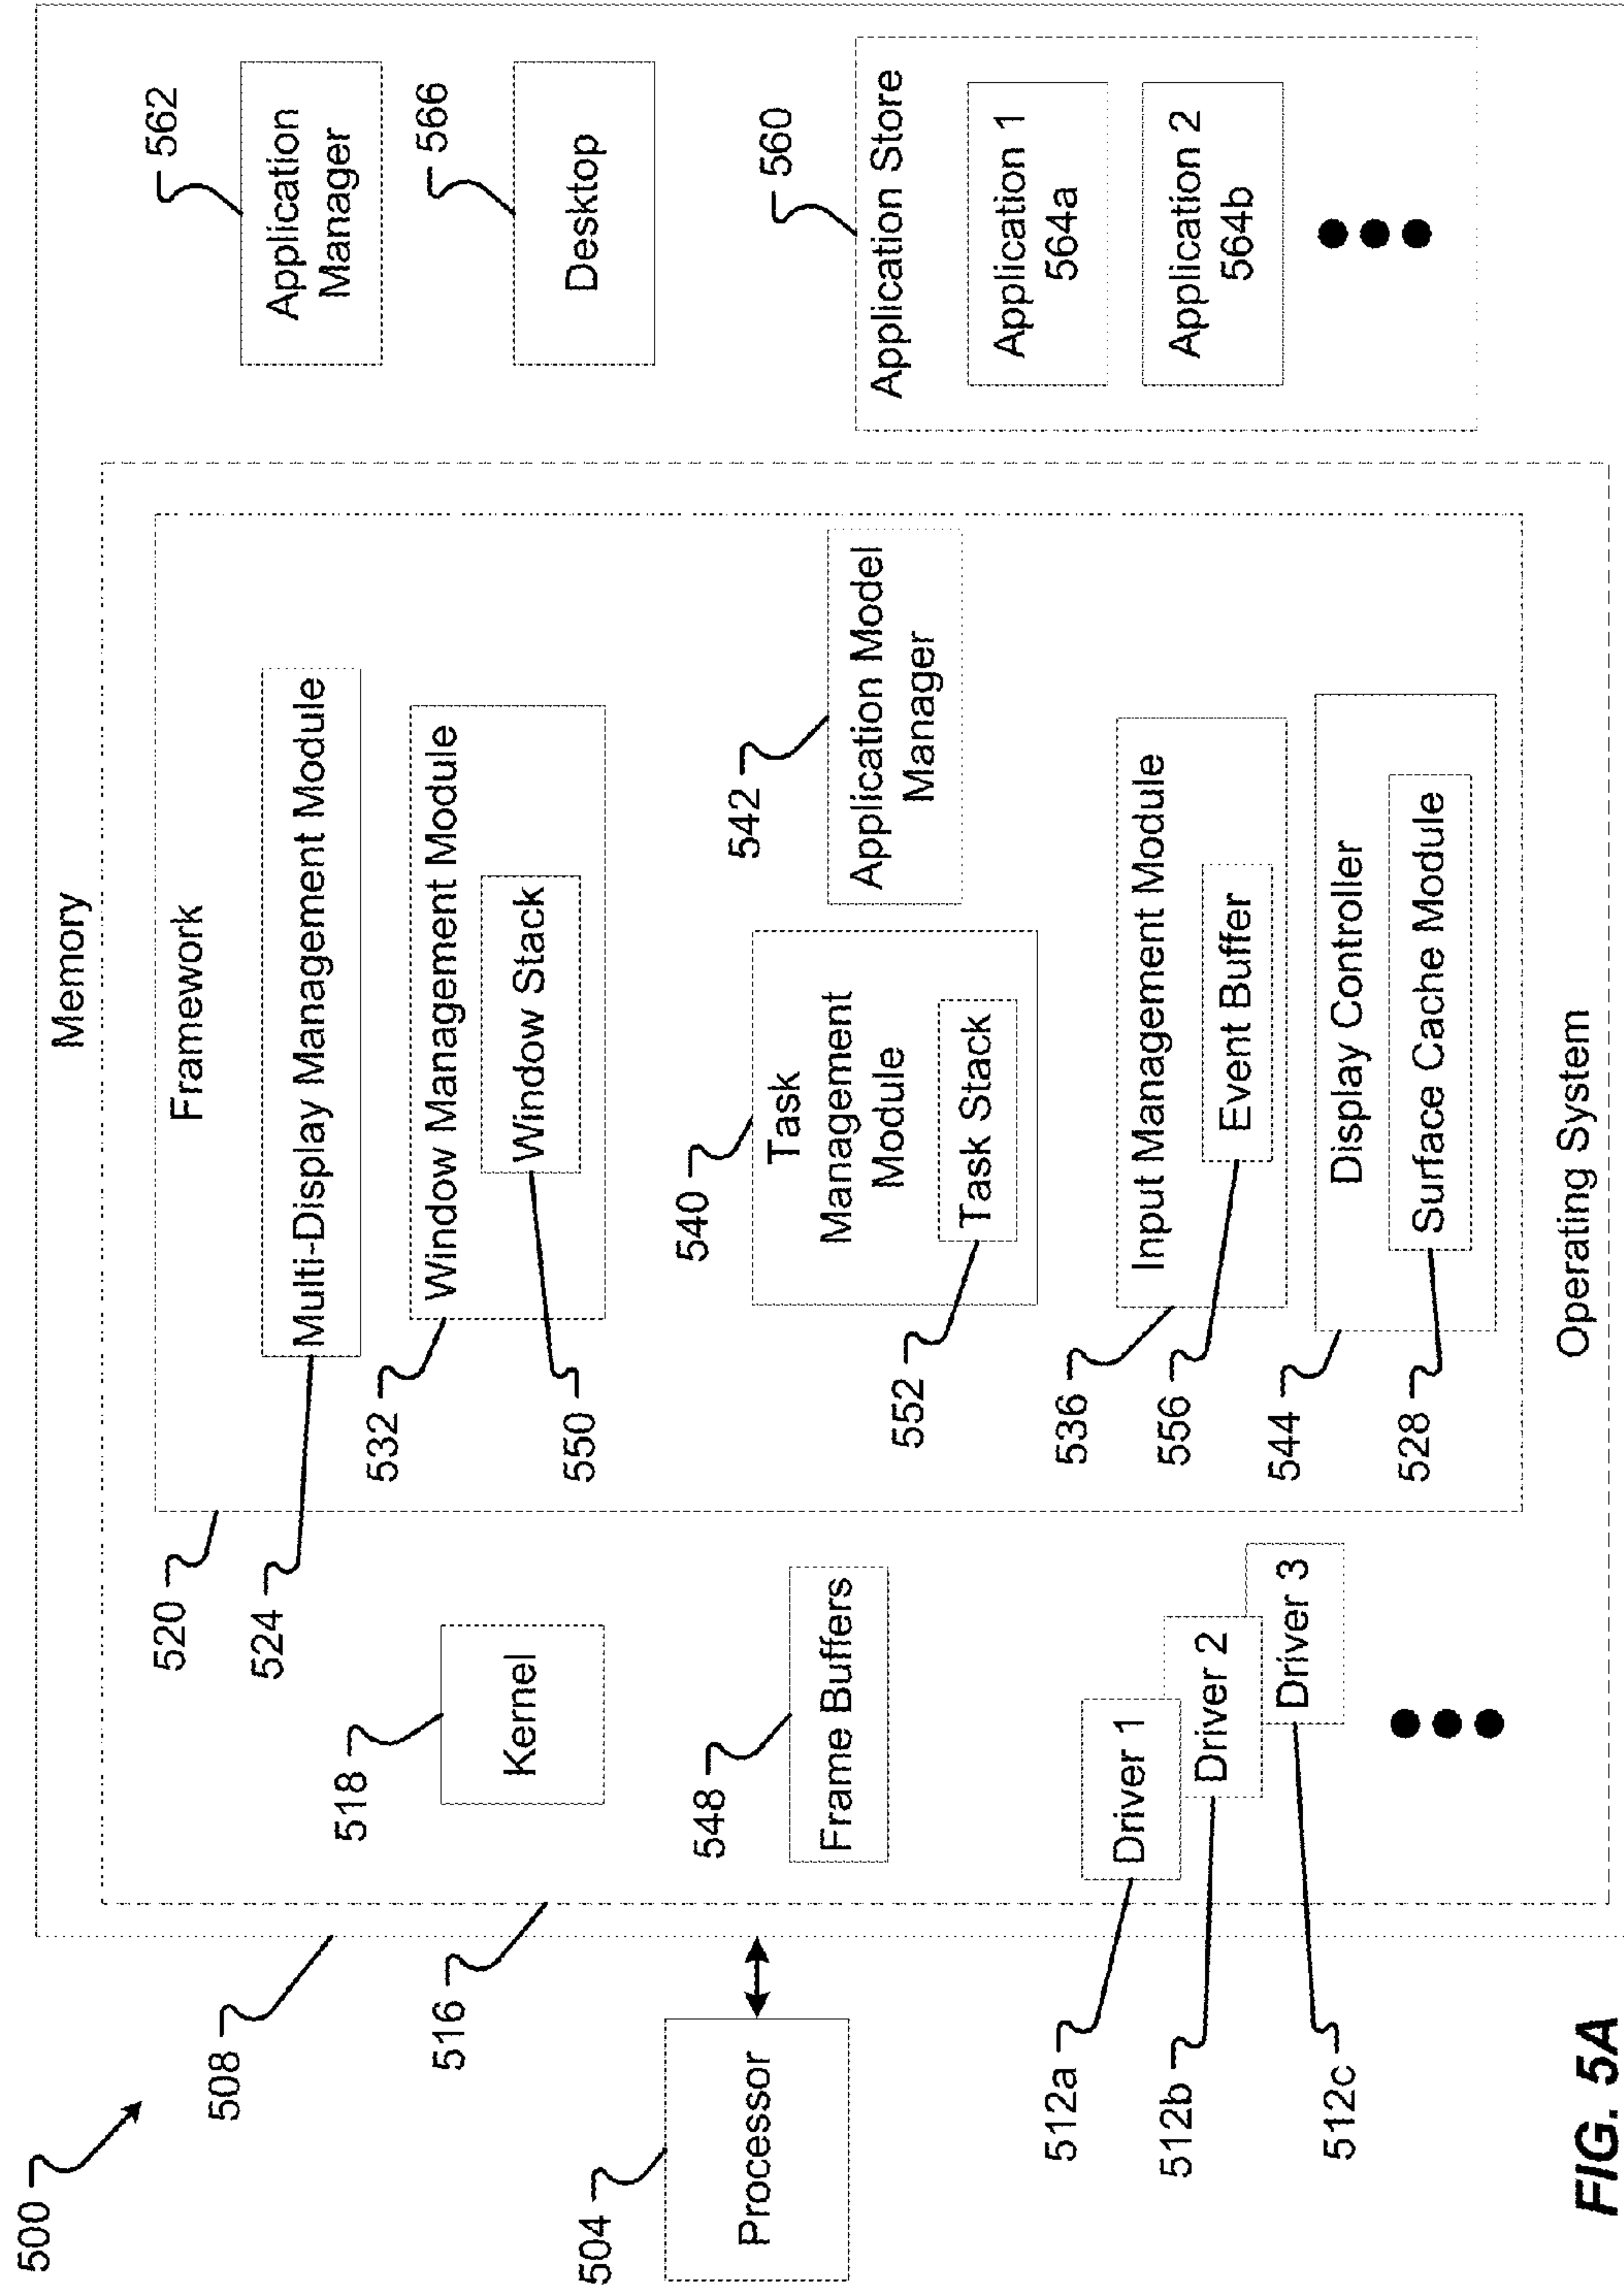 500
508
Memory
516
520
Framework
524
Multi-Display Management Module
532
Window Management Module
550
Window Stack
518
Kernel
540
Task
Management
Module
552
Task Stack
542
Application Model
Manager
548
Frame Buffers
504
Processor
536
Input Management Module
556
Event Buffer
544
Display Controller
528
Surface Cache Module
512a
Driver 1
512b
Driver 2
512c
Driver 3
Operating System
562
Application
Manager
566
Desktop
560
Application Store
Application 1
564a
Application 2
564b
FIG. 5A